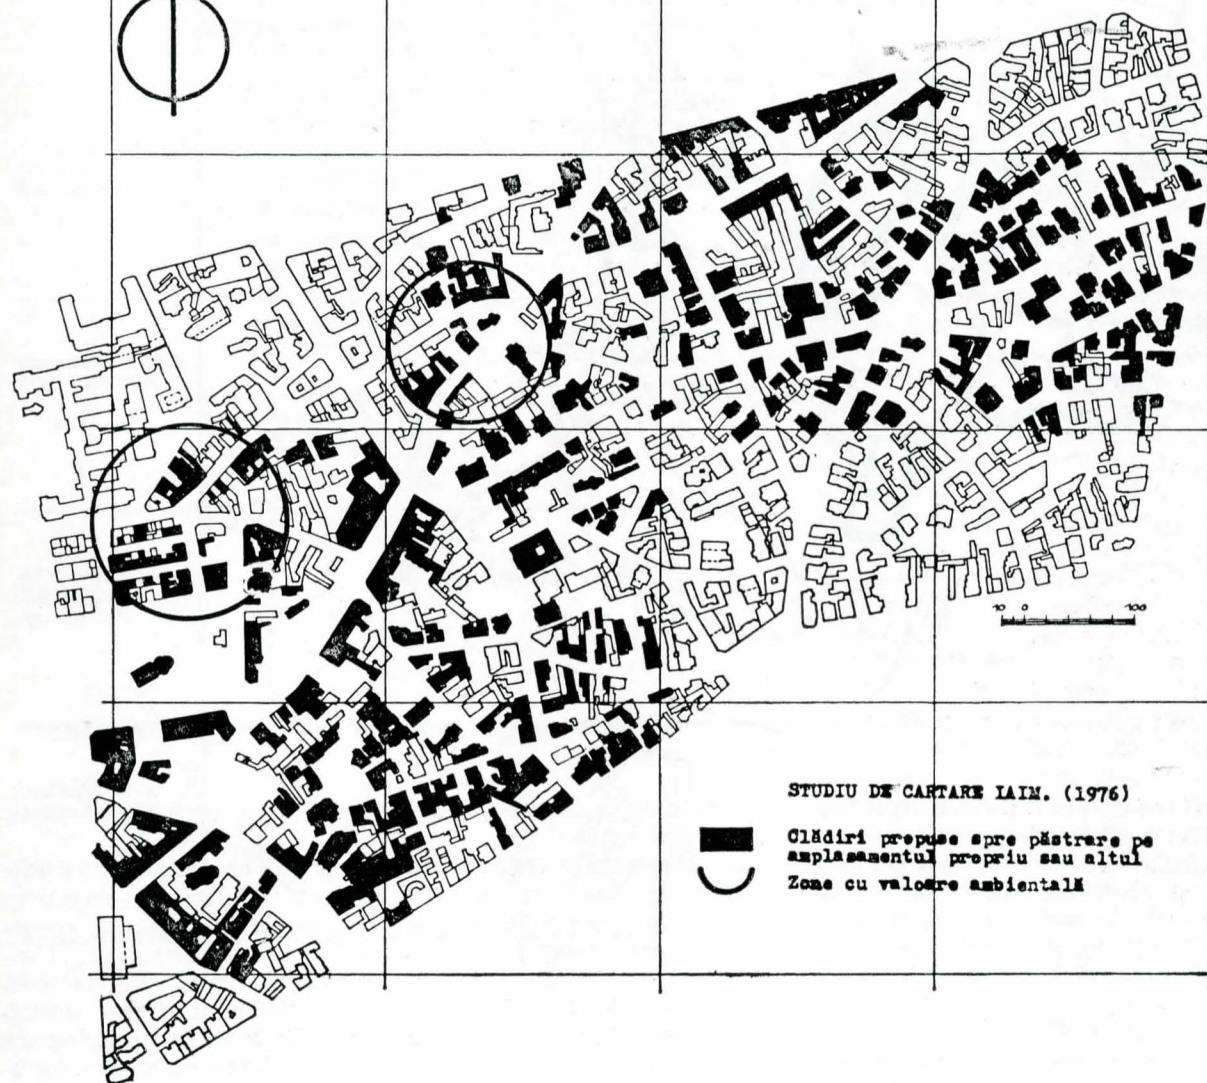 10 0 100
STUDIU DE CARTARE IAIM. (1976)
Clădiri prepuse spre păstrare pe
amplasamentul propriu sau altul
Zone cu valoare ambientală